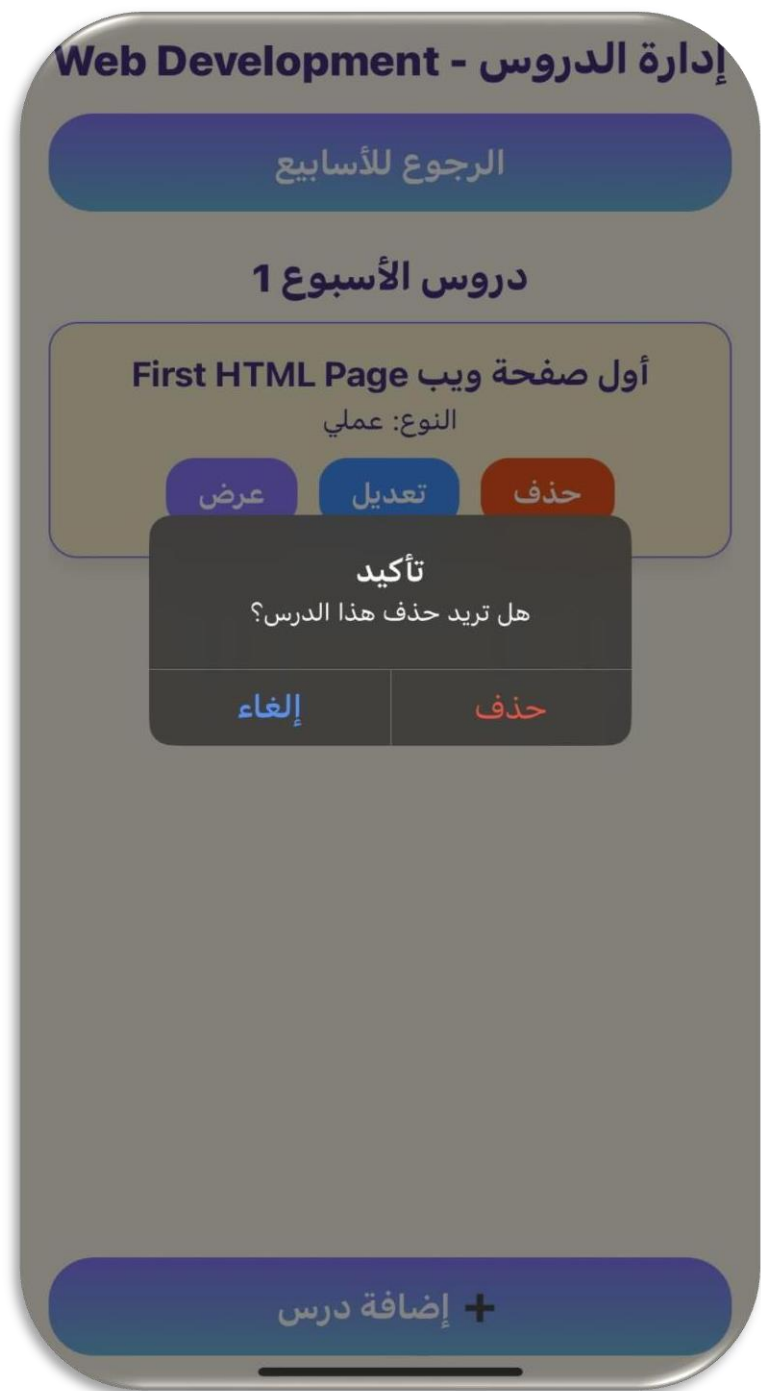 إدارة الدروس - Web Development
الرجوع للأسابيع
دروس الأسبوع 1
أول صفحة ويب First HTML Page
النوع: عملي
حذف تعديل عرض
تأكيد
هل تريد حذف هذا الدرس؟
حذف إلغاء
➕ إضافة درس